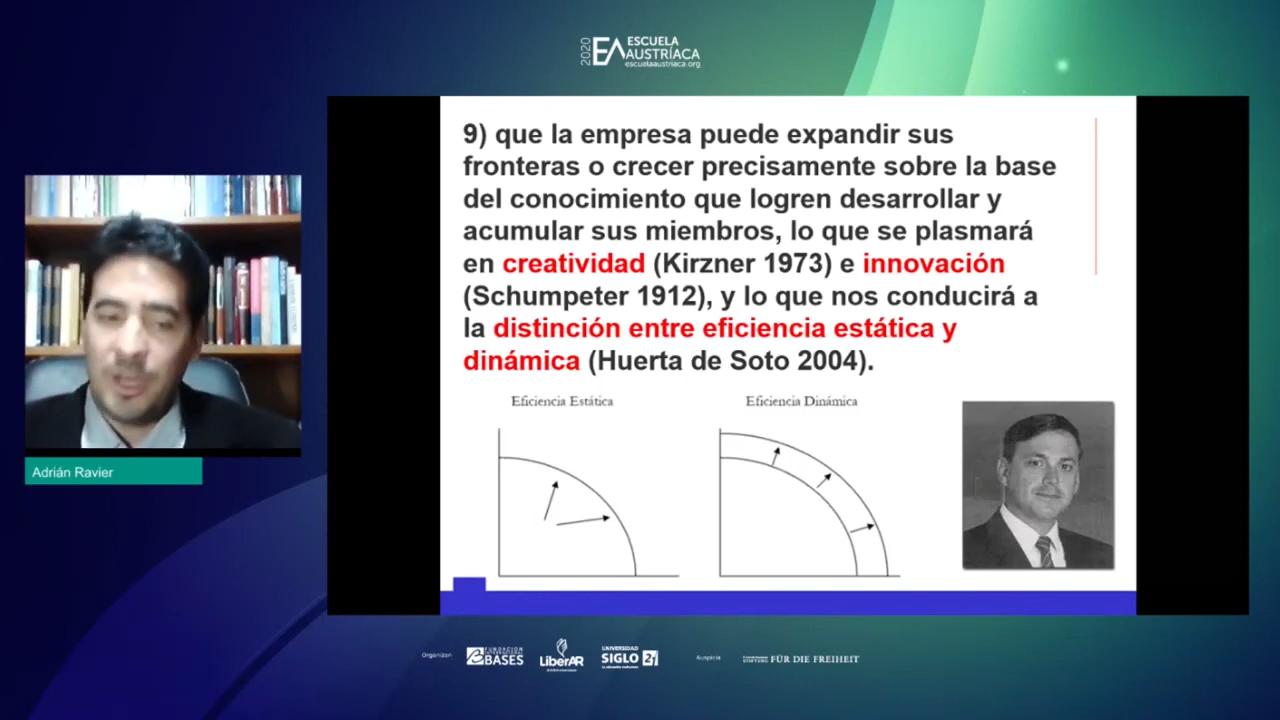 2020
ESCUELA
AUSTRÍACA
escuelaaustriaca.org
9) que la empresa puede expandir sus
fronteras o crecer precisamente sobre la base
del conocimiento que logren desarrollar y
acumular sus miembros, lo que se plasmará
en creatividad (Kirzner 1973) e innovación
(Schumpeter 1912), y lo que nos conducirá a
la distinción entre eficiencia estática y
dinámica (Huerta de Soto 2004).
Eficiencia Estática
Eficiencia Dinámica
Adrián Ravier
Organizan
FUNDACIÓN
BASES
LiberAR
UNIVERSIDAD
SIGLO 21
Auspicia
STIFTUNG FÜR DIE FREIHEIT